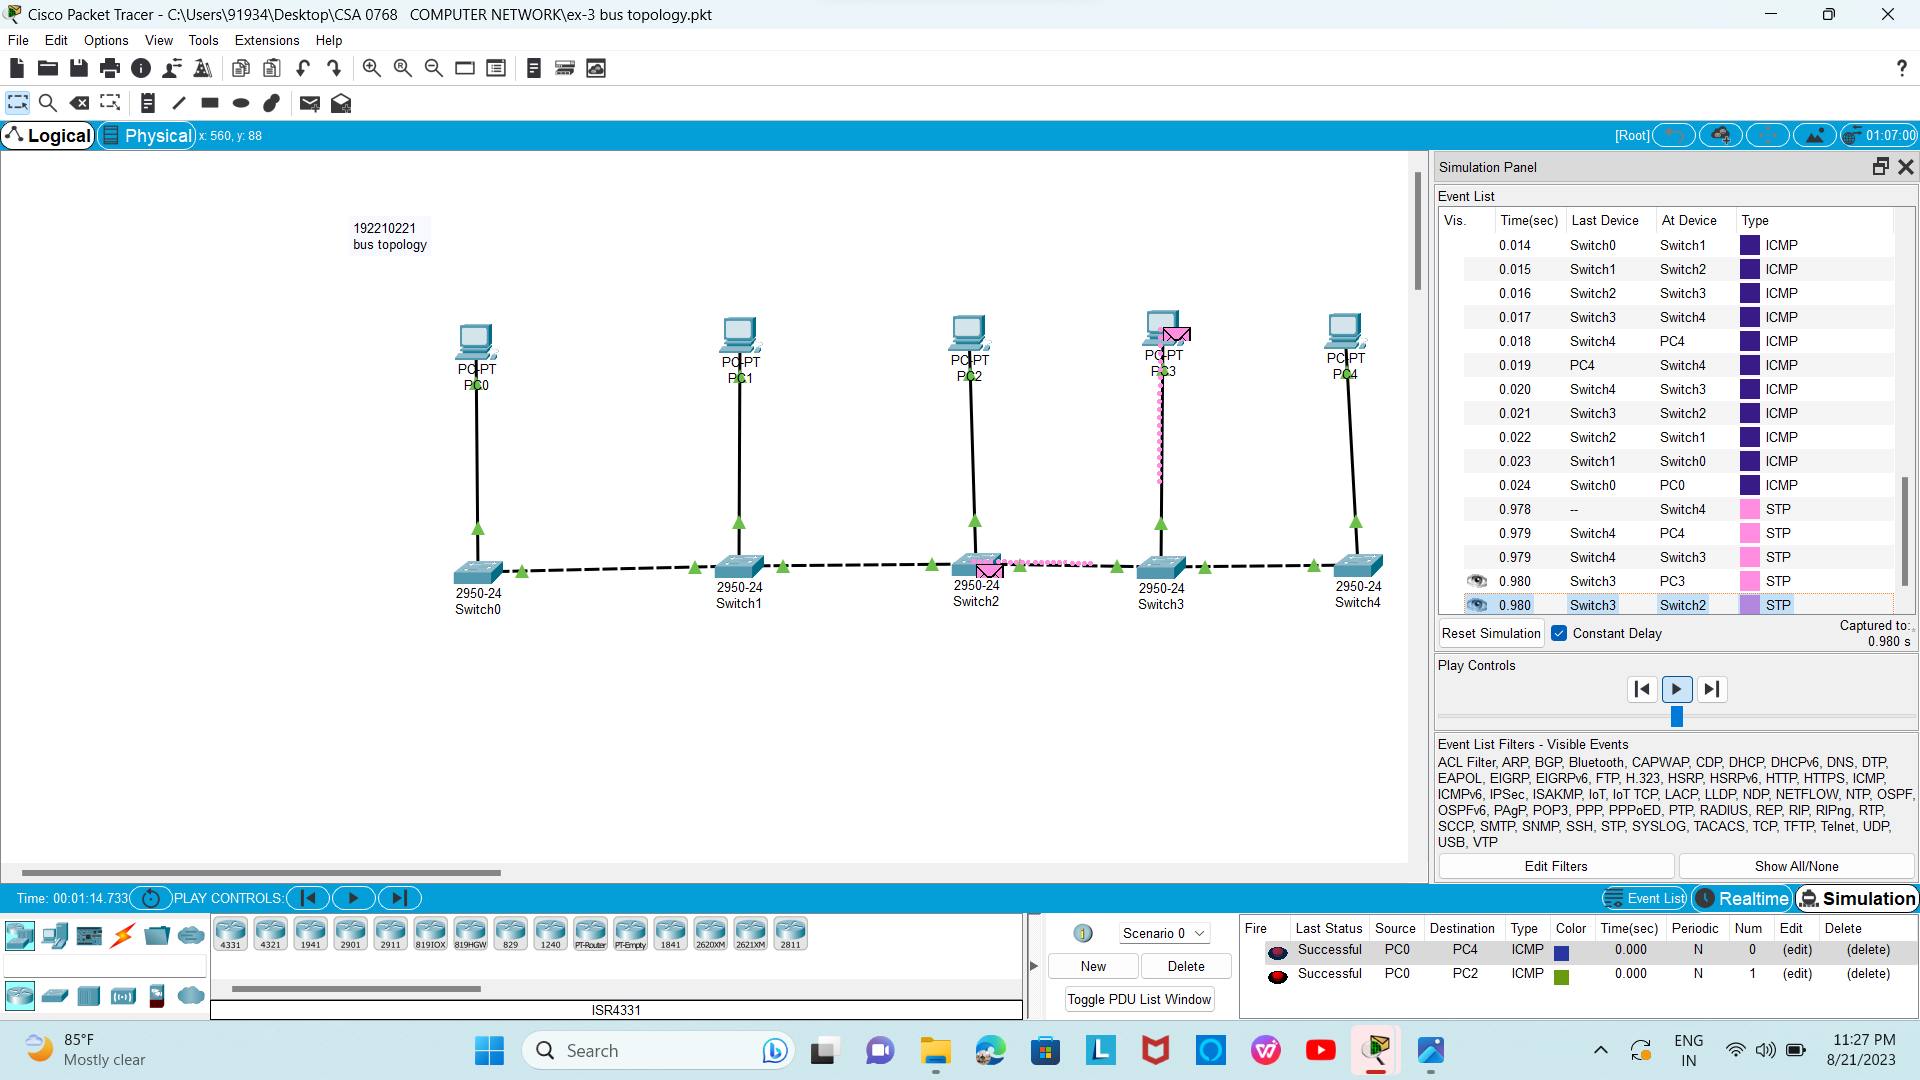 Cisco Packet Tracer - C:\Users\91934\Desktop\CSA 0768   COMPUTER NETWORK\ex-3 bus topology.pkt
File Edit Options View Tools Extensions Help
?
Logical Physical x: 560, y: 88 [Root] 01:07:00
192210221
bus topology
PC-PT
PC0
PC-PT
PC1
PC-PT
PC2
PC-PT
PC3
PC-PT
PC4
2950-24
Switch0
2950-24
Switch1
2950-24
Switch2
2950-24
Switch3
2950-24
Switch4
Simulation Panel
Event List
Vis. Time(sec) Last Device At Device Type
0.014 Switch0 Switch1 ICMP
0.015 Switch1 Switch2 ICMP
0.016 Switch2 Switch3 ICMP
0.017 Switch3 Switch4 ICMP
0.018 Switch4 PC4 ICMP
0.019 PC4 Switch4 ICMP
0.020 Switch4 Switch3 ICMP
0.021 Switch3 Switch2 ICMP
0.022 Switch2 Switch1 ICMP
0.023 Switch1 Switch0 ICMP
0.024 Switch0 PC0 ICMP
0.978 -- Switch4 STP
0.979 Switch4 PC4 STP
0.979 Switch4 Switch3 STP
0.980 Switch3 PC3 STP
0.980 Switch3 Switch2 STP
Reset Simulation Constant Delay Captured to:
0.980 s
Play Controls
Event List Filters - Visible Events
ACL Filter, ARP, BGP, Bluetooth, CAPWAP, CDP, DHCP, DHCPv6, DNS, DTP,
EAPOL, EIGRP, EIGRPv6, FTP, H.323, HSRP, HSRPv6, HTTP, HTTPS, ICMP,
ICMPv6, IPSec, ISAKMP, IoT, IoT TCP, LACP, LLDP, NDP, NETFLOW, NTP, OSPF,
OSPFv6, PAgP, POP3, PPP, PPPoED, PTP, RADIUS, REP, RIP, RIPng, RTP,
SCCP, SMTP, SNMP, SSH, STP, SYSLOG, TACACS, TCP, TFTP, Telnet, UDP,
USB, VTP
Edit Filters Show All/None
Time: 00:01:14.733 PLAY CONTROLS: Event List Realtime Simulation
4331 4321 1941 2901 2911 819IOX 819HGW 829 1240 PT-Router PT-Empty 1841 2620XM 2621XM 2811
ISR4331
1 Scenario 0
New Delete
Toggle PDU List Window
Fire Last Status Source Destination Type Color Time(sec) Periodic Num Edit Delete
Successful PC0 PC4 ICMP 0.000 N 0 (edit) (delete)
Successful PC0 PC2 ICMP 0.000 N 1 (edit) (delete)
85°F
Mostly clear
Search
L
ENG
IN
11:27 PM
8/21/2023